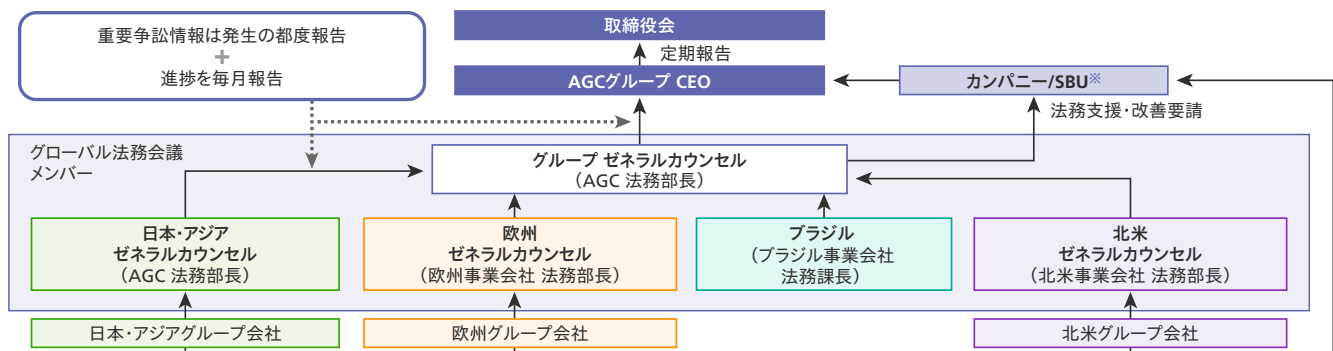 重要争訟情報は発生の都度報告
+
進捗を毎月報告
取締役会
定期報告
AGCグループ CEO
カンパニー/SBU※
法務支援・改善要請
グローバル法務会議
メンバー
グループ ゼネラルカウンセル
（AGC 法務部長）
日本・アジア
ゼネラルカウンセル
（AGC 法務部長）
欧州
ゼネラルカウンセル
（欧州事業会社 法務部長）
ブラジル
（ブラジル事業会社
法務課長）
北米
ゼネラルカウンセル
（北米事業会社 法務部長）
日本・アジアグループ会社
欧州グループ会社
北米グループ会社